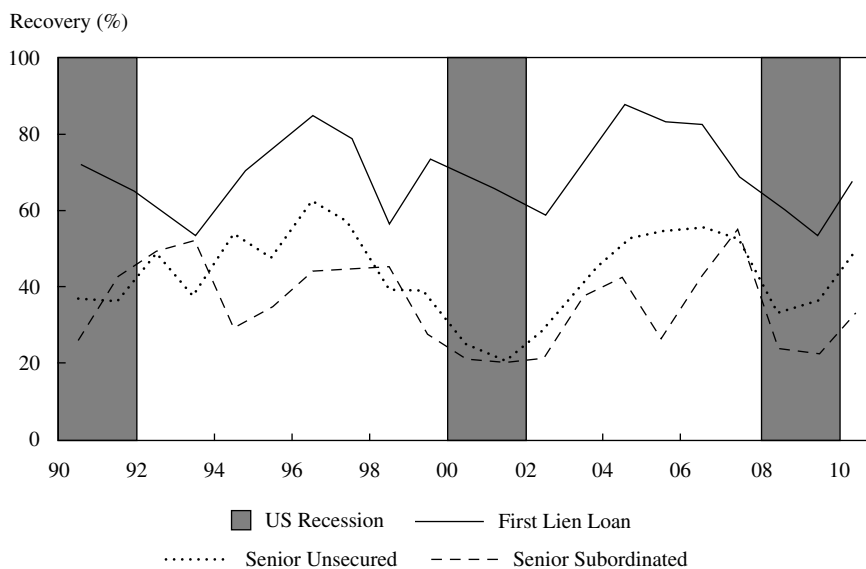 Recovery (%)
100
80
60
40
20
0
90 92 94 96 98 00 02 04 06 08 10
US Recession First Lien Loan
Senior Unsecured Senior Subordinated